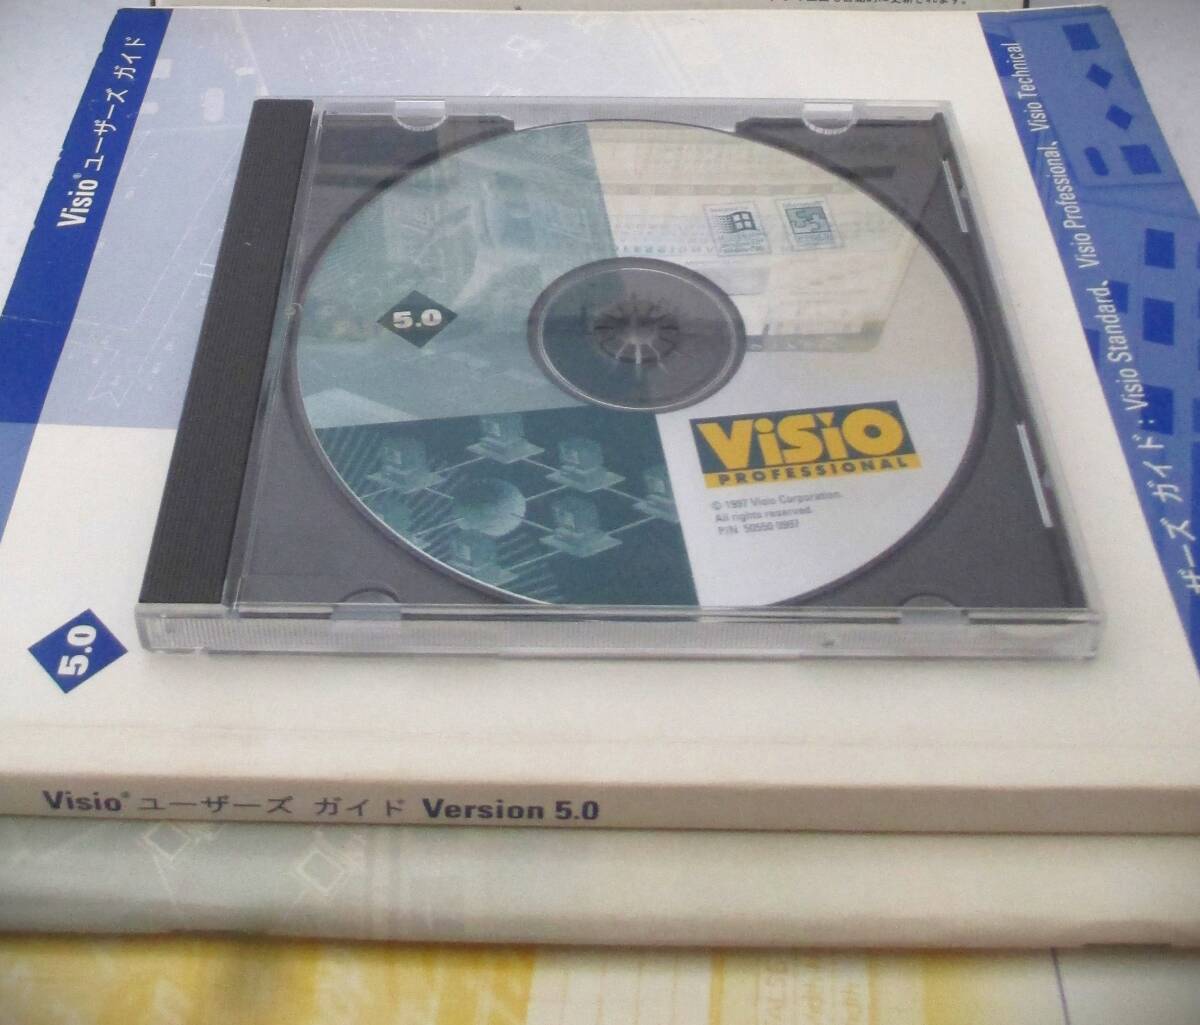 Visio® ユーザーズ ガイド
5.0
5.0
VISIO
PROFESSIONAL
© 1997 Visio Corporation.
All rights reserved.
P/N 50550 0997
ザーズ ガイド：Visio Standard、Visio Professional、Visio Technical
Visio® ユーザーズ ガイド Version 5.0